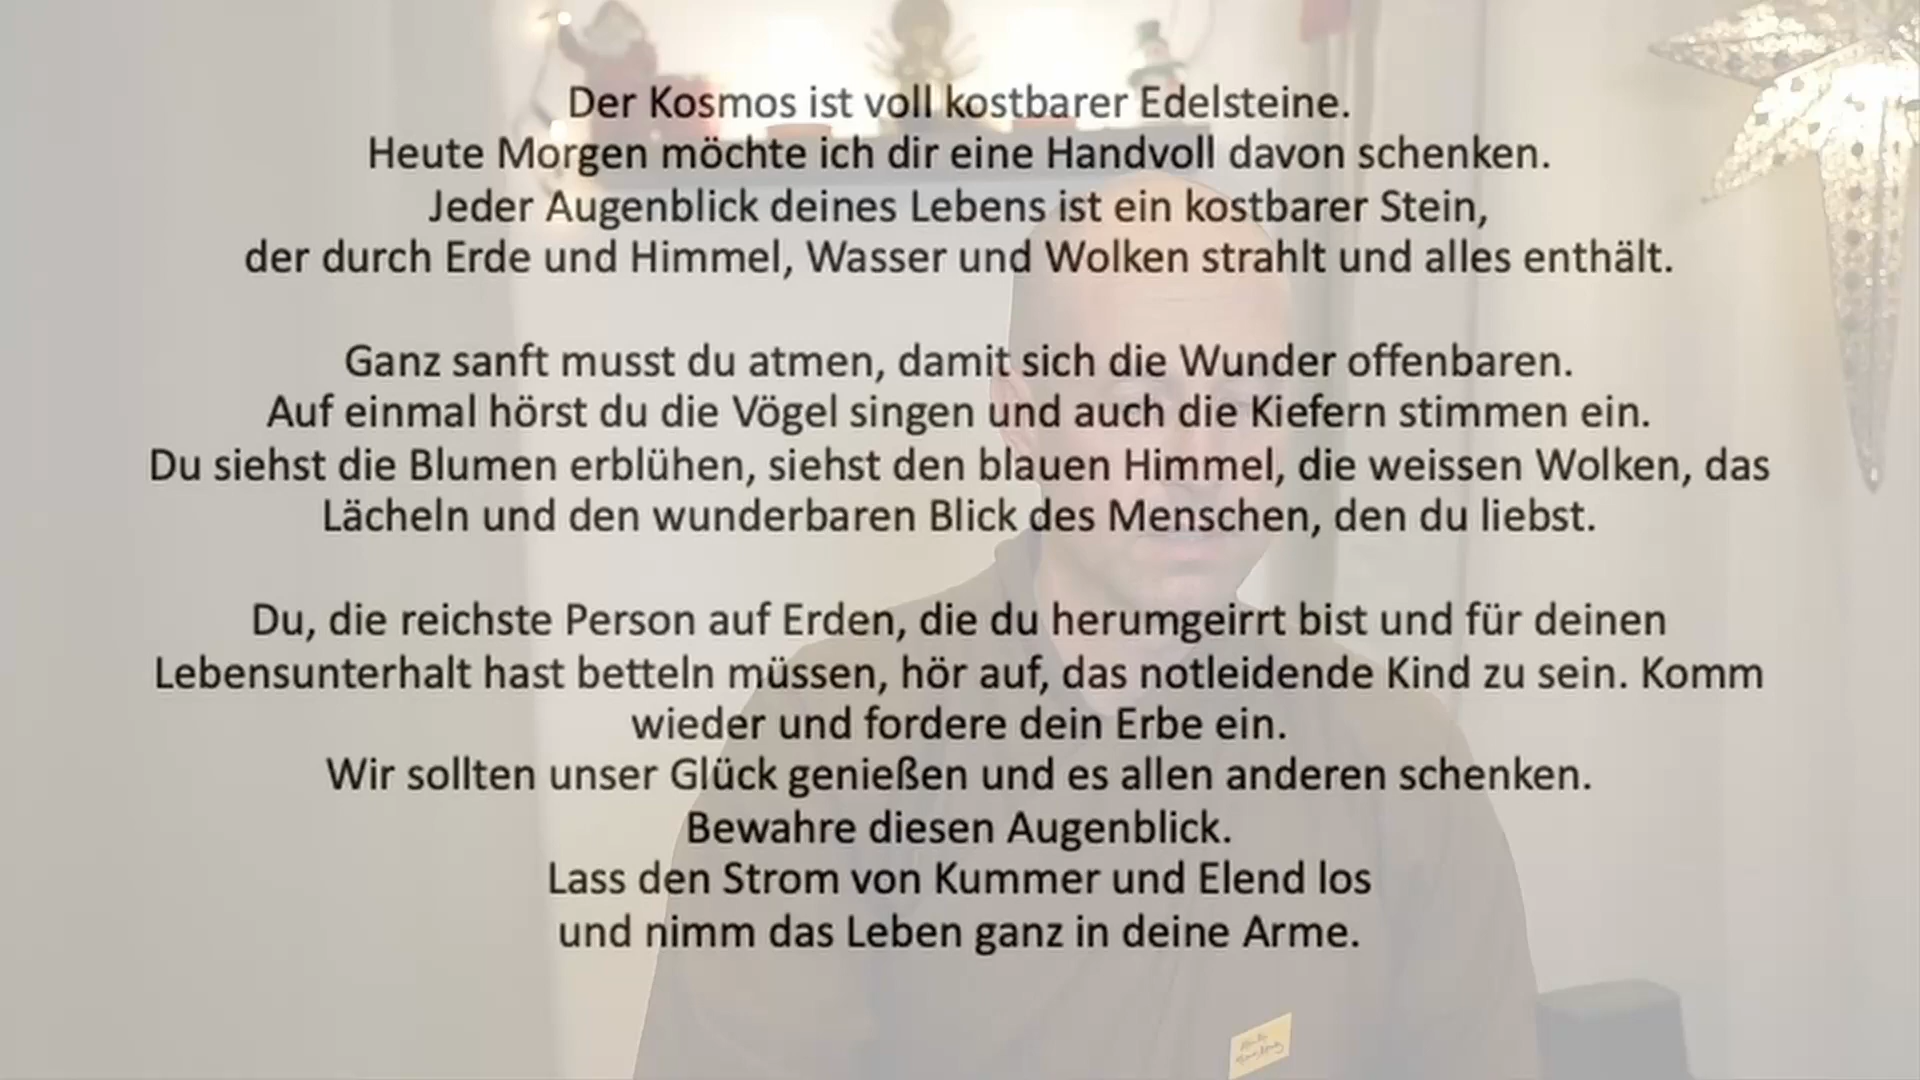 Der Kosmos ist voll kostbarer Edelsteine.
Heute Morgen möchte ich dir eine Handvoll davon schenken.
Jeder Augenblick deines Lebens ist ein kostbarer Stein,
der durch Erde und Himmel, Wasser und Wolken strahlt und alles enthält.
Ganz sanft musst du atmen, damit sich die Wunder offenbaren.
Auf einmal hörst du die Vögel singen und auch die Kiefern stimmen ein.
Du siehst die Blumen erblühen, siehst den blauen Himmel, die weissen Wolken, das
Lächeln und den wunderbaren Blick des Menschen, den du liebst.
Du, die reichste Person auf Erden, die du herumgeirrt bist und für deinen
Lebensunterhalt hast betteln müssen, hör auf, das notleidende Kind zu sein. Komm
wieder und fordere dein Erbe ein.
Wir sollten unser Glück genießen und es allen anderen schenken.
Bewahre diesen Augenblick.
Lass den Strom von Kummer und Elend los
und nimm das Leben ganz in deine Arme.